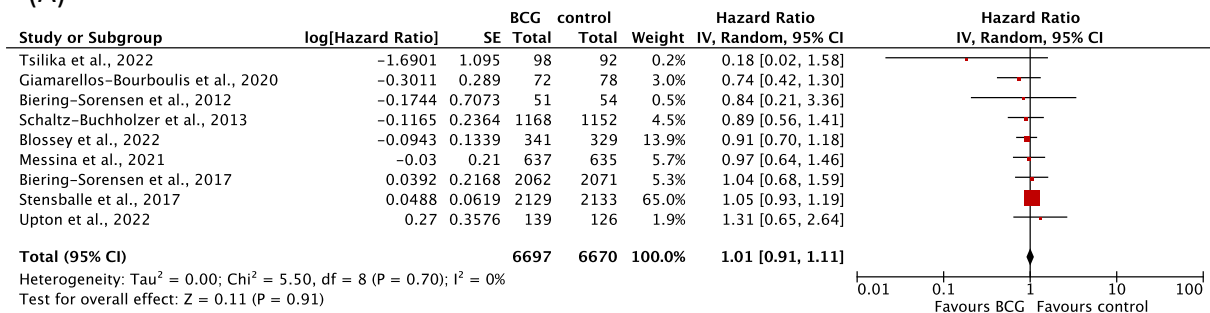 (A)
BCG control Hazard Ratio Hazard Ratio
Study or Subgroup log[Hazard Ratio] SE Total Total Weight IV, Random, 95% CI IV, Random, 95% CI
Tsilika et al., 2022 -1.6901 1.095 98 92 0.2% 0.18 [0.02, 1.58]
Giamarellos-Bourboulis et al., 2020 -0.3011 0.289 72 78 3.0% 0.74 [0.42, 1.30]
Biering-Sorensen et al., 2012 -0.1744 0.7073 51 54 0.5% 0.84 [0.21, 3.36]
Schaltz-Buchholzer et al., 2013 -0.1165 0.2364 1168 1152 4.5% 0.89 [0.56, 1.41]
Blossey et al., 2022 -0.0943 0.1339 341 329 13.9% 0.91 [0.70, 1.18]
Messina et al., 2021 -0.03 0.21 637 635 5.7% 0.97 [0.64, 1.46]
Biering-Sorensen et al., 2017 0.0392 0.2168 2062 2071 5.3% 1.04 [0.68, 1.59]
Stensballe et al., 2017 0.0488 0.0619 2129 2133 65.0% 1.05 [0.93, 1.19]
Upton et al., 2022 0.27 0.3576 139 126 1.9% 1.31 [0.65, 2.64]
Total (95% CI) 6697 6670 100.0% 1.01 [0.91, 1.11]
Heterogeneity: Tau² = 0.00; Chi² = 5.50, df = 8 (P = 0.70); I² = 0%
Test for overall effect: Z = 0.11 (P = 0.91)
0.01 0.1 1 10 100
Favours BCG Favours control